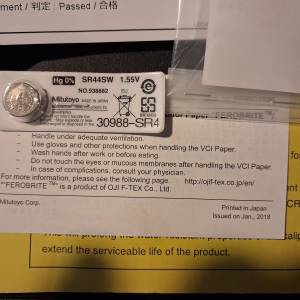 ment / 判定 : Passed / 合格
Hg 0% SR44SW 1.55V
NO.938882
Mitutoyo MADE IN JAPAN
30988-SR4
FEROBRITE
- Handle under adequate ventilation.
- Use gloves and other protections when handling the VCI Paper.
- Wash hands after work or before eating.
- Do not touch the eyes or mucous membranes after handling the VCI Paper.
- In case of complications, consult your physician.
For more information, please see the following page http://ojif-tex.co.jp/en/
"FEROBRITE TM" is a product of OJI F-TEX Co., Ltd.
Mitutoyo Corp.
Printed in Japan
Issued on Jan., 2018
extend the serviceable life of the product.